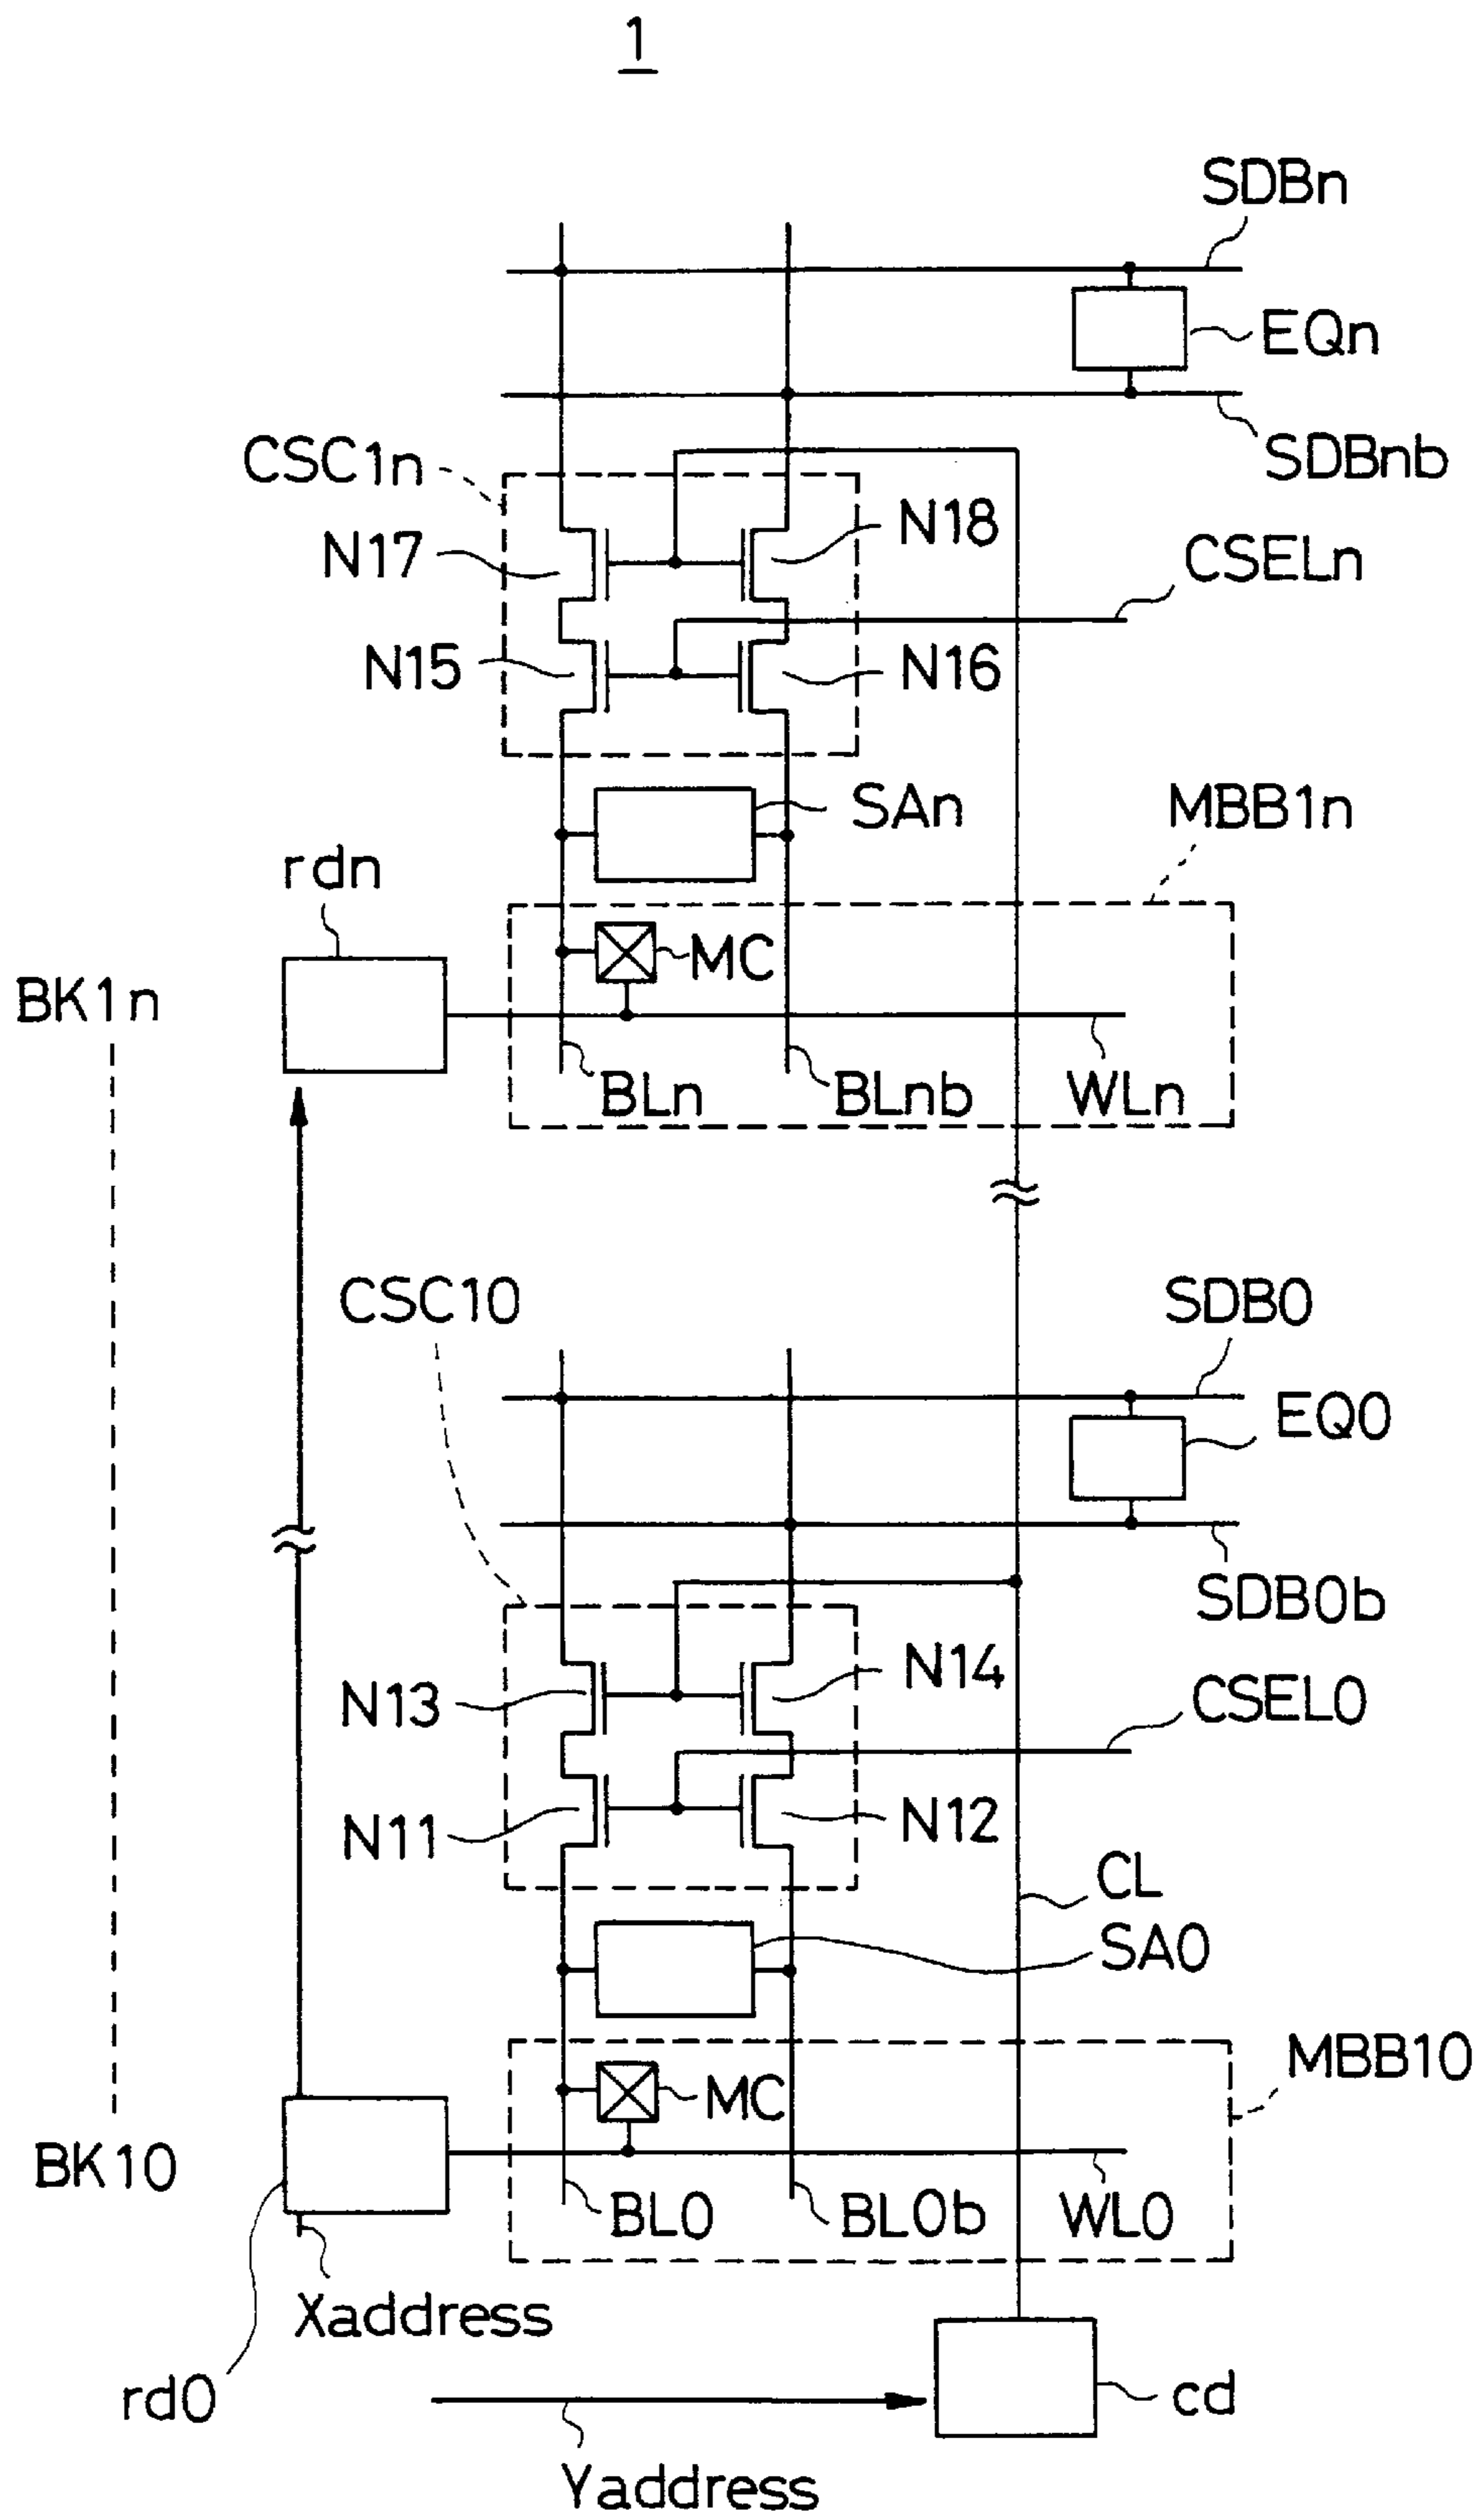 1
SDBn
EQn
SDBnb
CSC1n
N18
N17
CSELn
N15
N16
SAn
MBB1n
rdn
MC
BK1n
BLn
BLnb
WLn
CSC10
SDB0
EQ0
SDB0b
N14
N13
CSEL0
N11
N12
CL
SA0
MBB10
MC
BK10
BL0
BL0b
WL0
Xaddress
rd0
cd
Yaddress